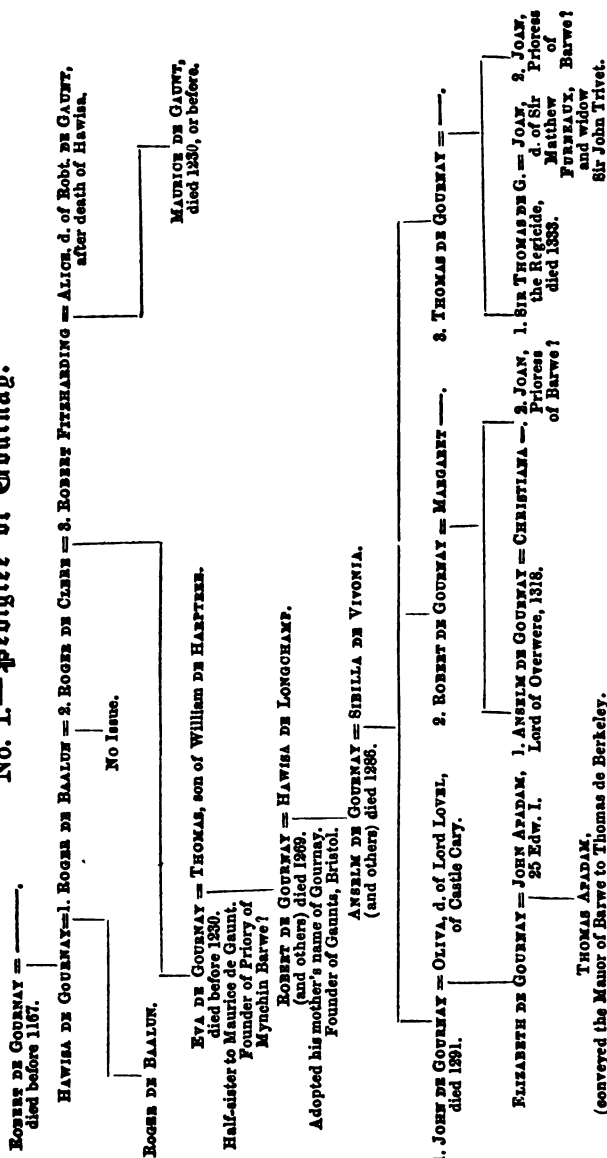 No. 1.—Pedigree of Gournay.
ROBERT DE GOURNAY = ———.
died before 1167.
HAWISA DE GOURNAY=1. ROGER DE BAALUN = 2. ROGER DE CLERE = 3. ROBERT FITZHARDING = ALICE, d. of Robt. DE GAUNT,
after death of Hawisa.
No Issue.
ROGER DE BAALUN.
MAURICE DE GAUNT,
died 1230, or before.
EVA DE GOURNAY = THOMAS, son of William DE HARPTREE.
died before 1230.
Half-sister to Maurice de Gaunt.
Founder of Priory of
Mynchin Barwe?
ROBERT DE GOURNAY = HAWISA DE LONGCHAMP.
(and others) died 1269.
Adopted his mother's name of Gournay.
Founder of Gaunts, Bristol.
ANSELM DE GOURNAY = SIBILLA DE VIVONIA.
(and others) died 1286.
1. JOHN DE GOURNAY = OLIVA, d. of Lord LOVEL,
died 1291.
of Castle Cary.
2. ROBERT DE GOURNAY = MARGARET ——.
3. THOMAS DE GOURNAY = ——.
ELIZABETH DE GOURNAY = JOHN APADAM,
25 Edw. I.
1. ANSELM DE GOURNAY = CHRISTIANA —.
Lord of Overwere, 1318.
2. JOAN,
Prioress
of Barwe?
1. SIR THOMAS DE G. = JOAN,
the Regicide,
died 1333.
d. of Sir
Matthew
FURNEAUX,
and widow
Sir John Trivet.
2. JOAN,
Prioress
of
Barwe?
THOMAS APADAM,
(conveyed the Manor of Barwe to Thomas de Berkeley.